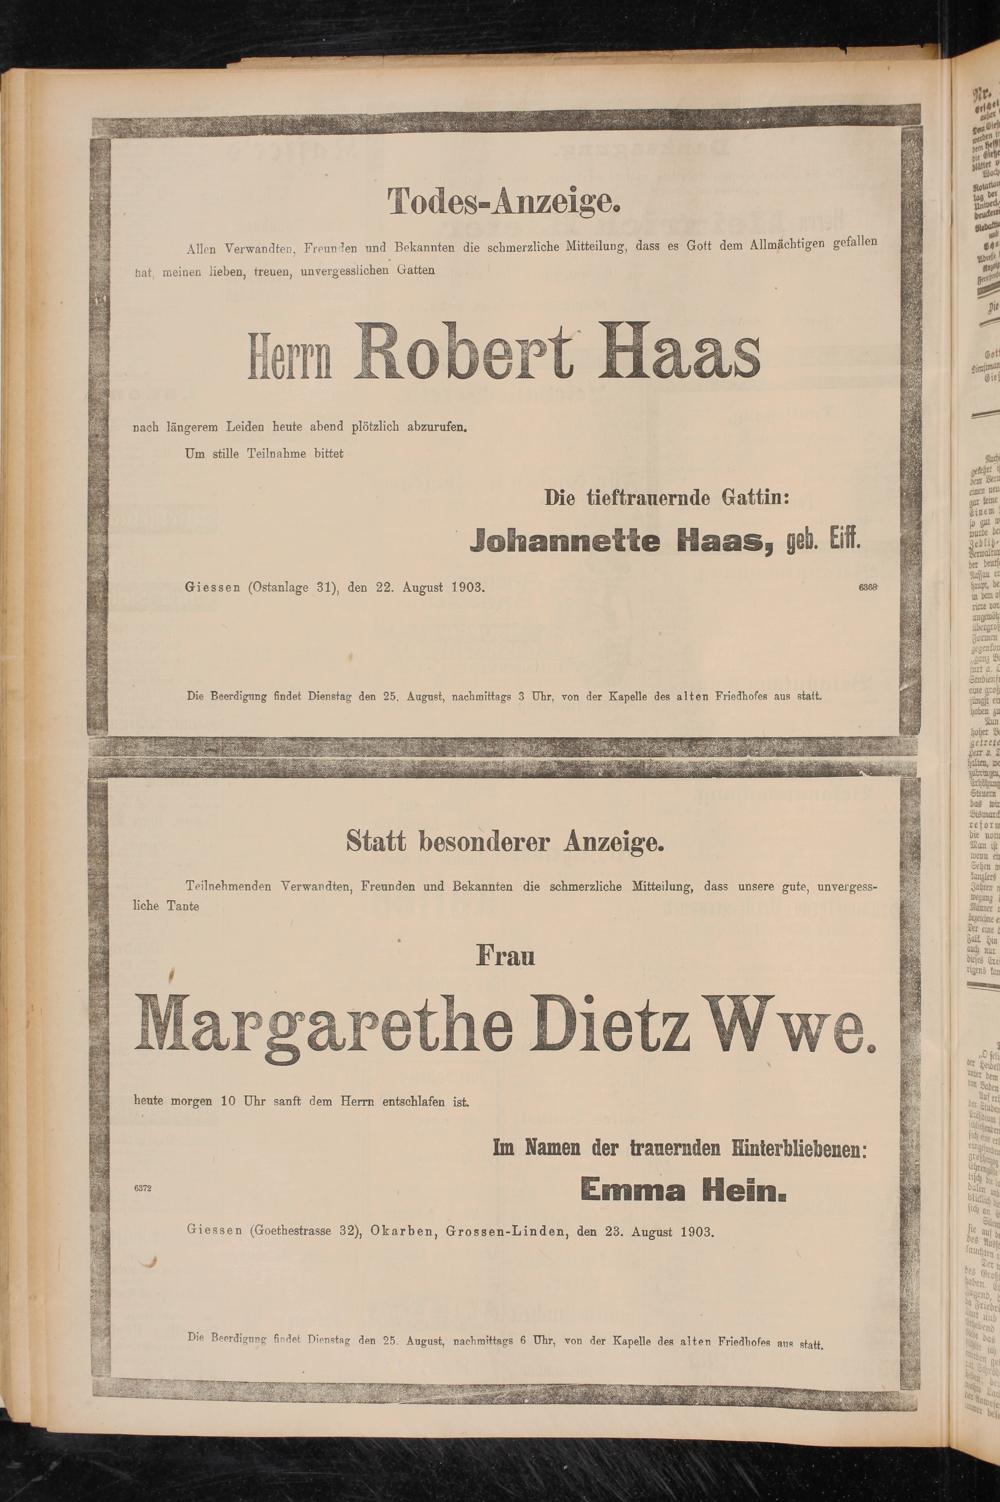 Todes-Anzeige.
Allen Verwandten, Freunden und Bekannten die schmerzliche Mitteilung, dass es Gott dem Allmächtigen gefallen
hat, meinen lieben, treuen, unvergesslichen Gatten
Herrn Robert Haas
nach längerem Leiden heute abend plötzlich abzurufen.
Um stille Teilnahme bittet
Die tieftrauernde Gattin:
Johannette Haas, geb. Eiff.
Giessen (Ostanlage 31), den 22. August 1903. 6368
Die Beerdigung findet Dienstag den 25. August, nachmittags 3 Uhr, von der Kapelle des alten Friedhofes aus statt.
Statt besonderer Anzeige.
Teilnehmenden Verwandten, Freunden und Bekannten die schmerzliche Mitteilung, dass unsere gute, unvergess-
liche Tante
Frau
Margarethe Dietz Wwe.
heute morgen 10 Uhr sanft dem Herrn entschlafen ist.
Im Namen der trauernden Hinterbliebenen:
Emma Hein.
6372
Giessen (Goethestrasse 32), Okarben, Grossen-Linden, den 23. August 1903.
Die Beerdigung findet Dienstag den 25. August, nachmittags 6 Uhr, von der Kapelle des alten Friedhofes aus statt.